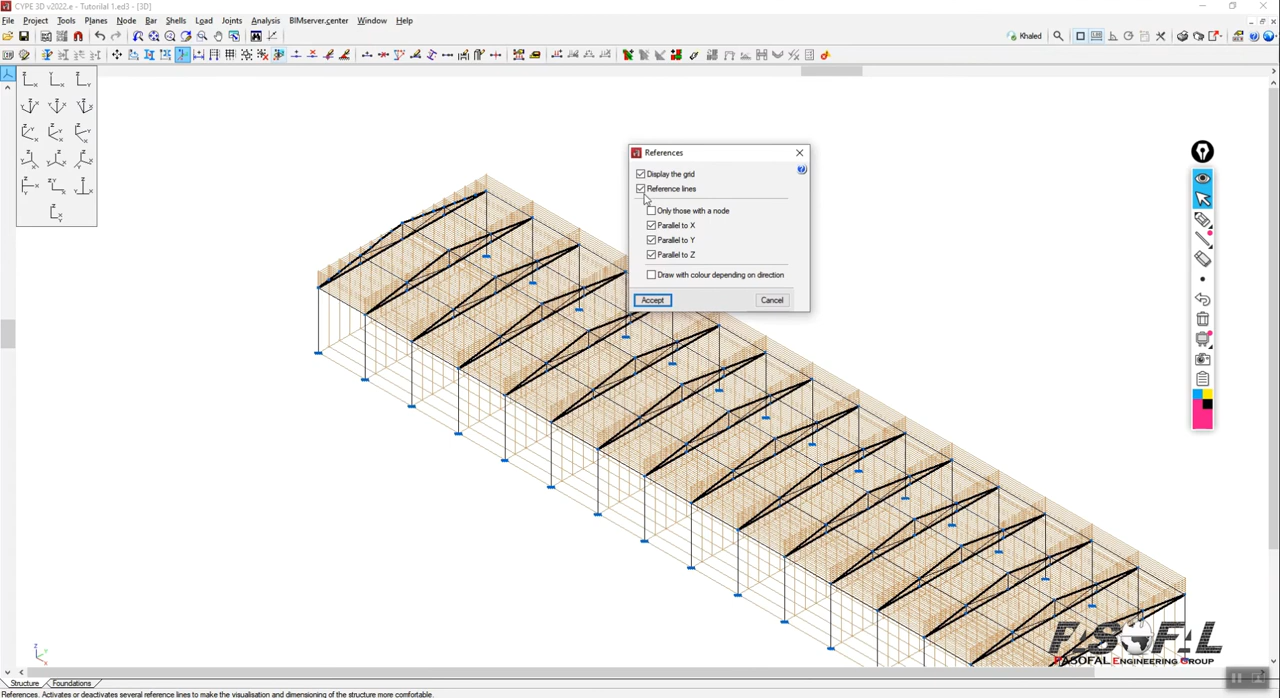 CYPE 3D v2022.e - Tutorilal 1.ed3 - [3D]
File Project Tools Planes Node Bar Shells Load Joints Analysis BIMserver.center Window Help
Khaled
References
Display the grid
Reference lines
Only those with a node
Parallel to X
Parallel to Y
Parallel to Z
Draw with colour depending on direction
Accept Cancel
PASOFAL
PASOFAL ENGINEERING GROUP
Structure Foundations
References. Activates or deactivates several reference lines to make the visualisation and dimensioning of the structure more comfortable.